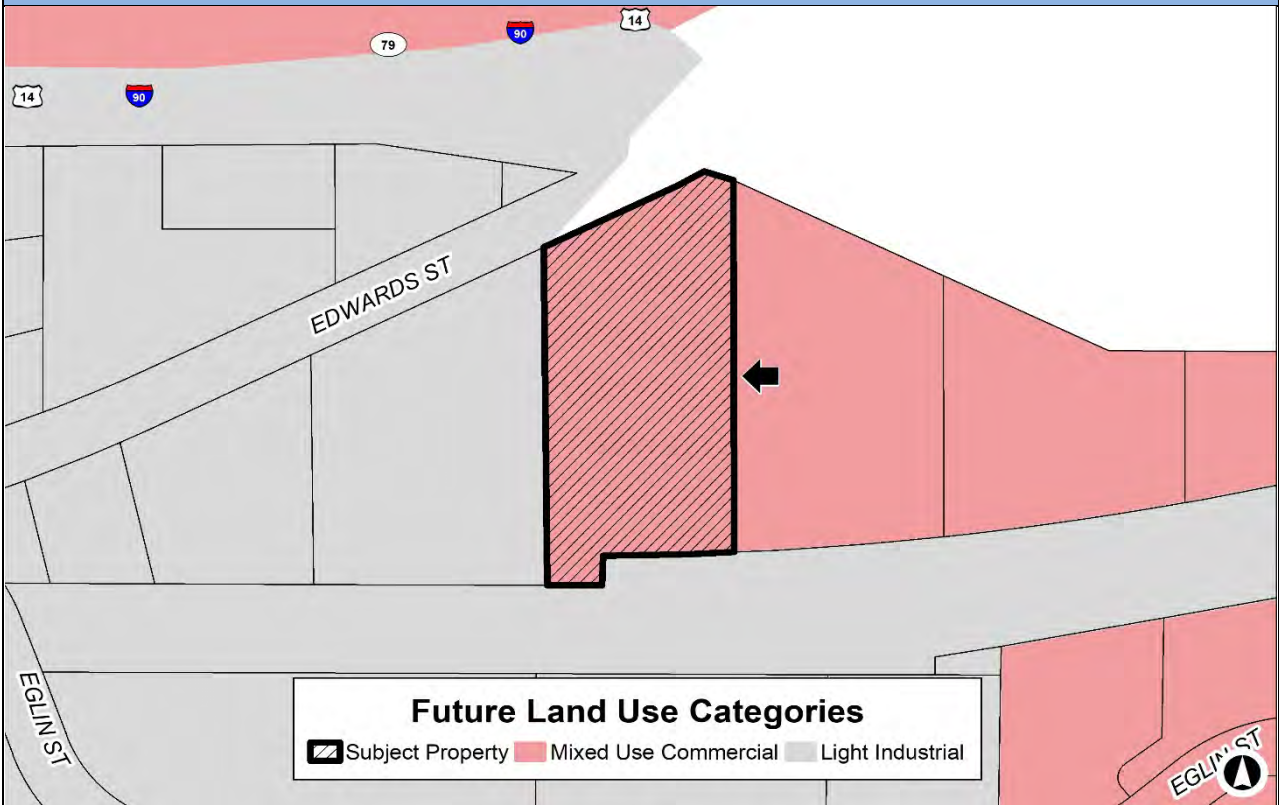 14
79
90
14
90
EDWARDS ST
EGLIN ST
Future Land Use Categories
Subject Property Mixed Use Commercial Light Industrial
EGLIN ST